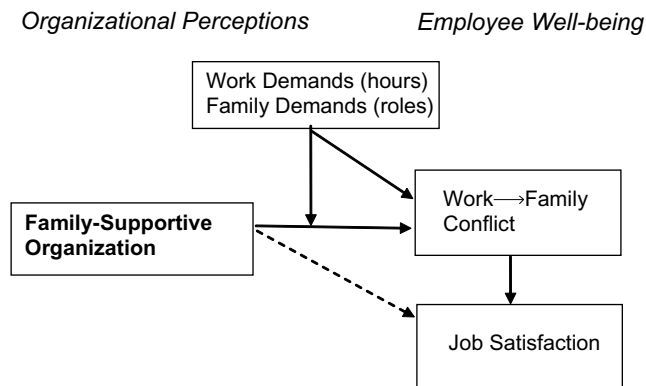 Organizational Perceptions
Employee Well-being
Work Demands (hours)
Family Demands (roles)
Family-Supportive
Organization
Work→Family
Conflict
Job Satisfaction